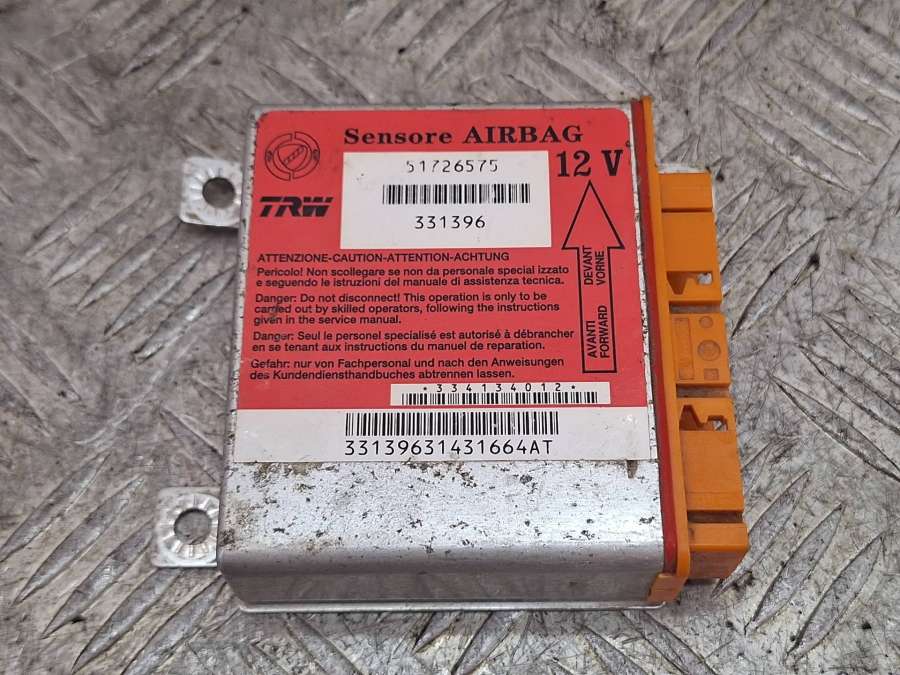 Sensore AIRBAG
51726575
12 V
TRW
331396
ATTENZIONE-CAUTION-ATTENTION-ACHTUNG
Pericolo! Non scollegare se non da personale special izzato
e seguendo le istruzioni del manuale di assistenza tecnica.
Danger: Do not disconnect! This operation is only to be
carried out by skilled operators, following the instructions
given in the service manual.
Danger: Seul le personel specialisé est autorisé à débrancher
en se tenant aux instructions du manuel de reparation.
Gefahr: nur von Fachpersonal und nach den Anweisungen
des Kundendiensthandbuches abtrennen lassen.
AVANTI DEVANT
FORWARD VORNE
*334134012*
33139631431664AT